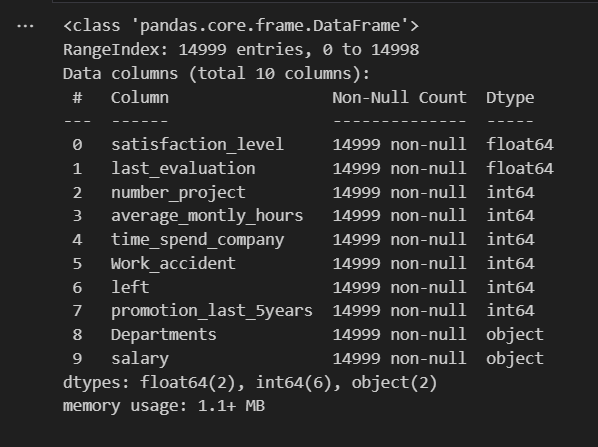 ...
<class 'pandas.core.frame.DataFrame'>
RangeIndex: 14999 entries, 0 to 14998
Data columns (total 10 columns):
 #   Column                 Non-Null Count  Dtype
---  ------                 --------------  -----
 0   satisfaction_level     14999 non-null  float64
 1   last_evaluation        14999 non-null  float64
 2   number_project         14999 non-null  int64
 3   average_montly_hours   14999 non-null  int64
 4   time_spend_company     14999 non-null  int64
 5   Work_accident          14999 non-null  int64
 6   left                   14999 non-null  int64
 7   promotion_last_5years  14999 non-null  int64
 8   Departments            14999 non-null  object
 9   salary                 14999 non-null  object
dtypes: float64(2), int64(6), object(2)
memory usage: 1.1+ MB